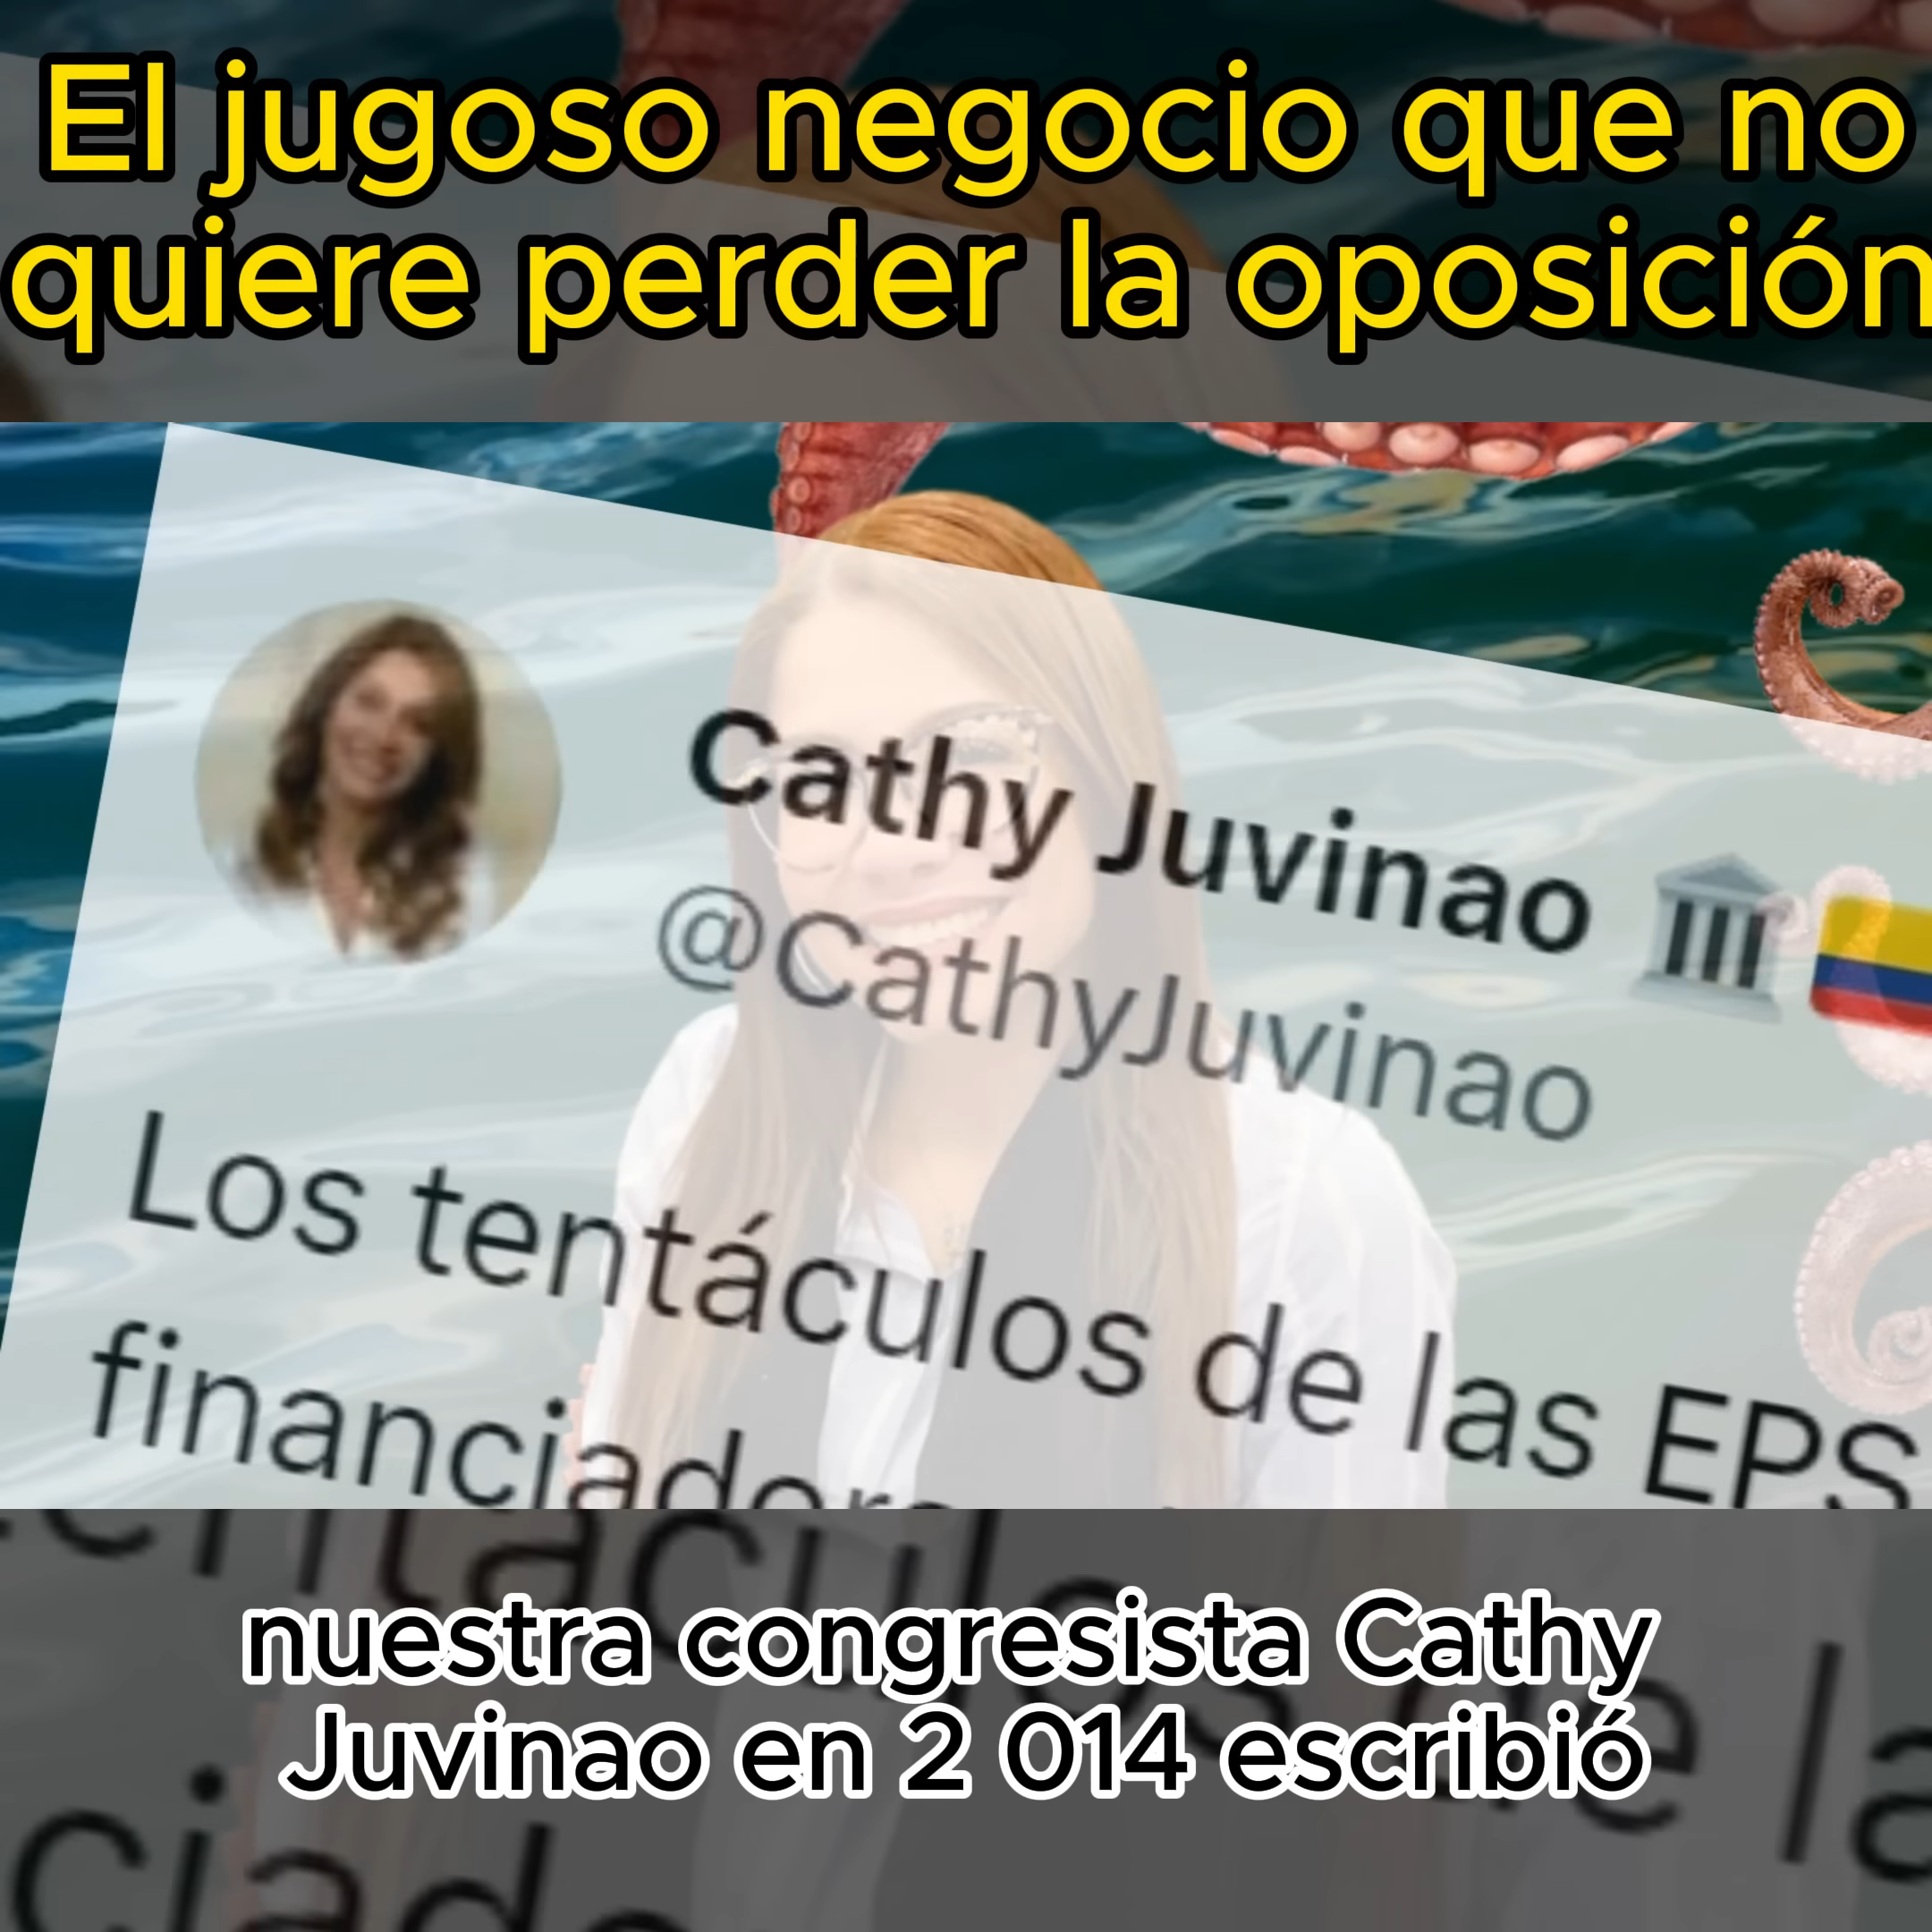 El jugoso negocio que no
quiere perder la oposición
Cathy Juvinao
@CathyJuvinao
Los tentáculos de las EPS
nuestra congresista Cathy
Juvinao en 2 014 escribió